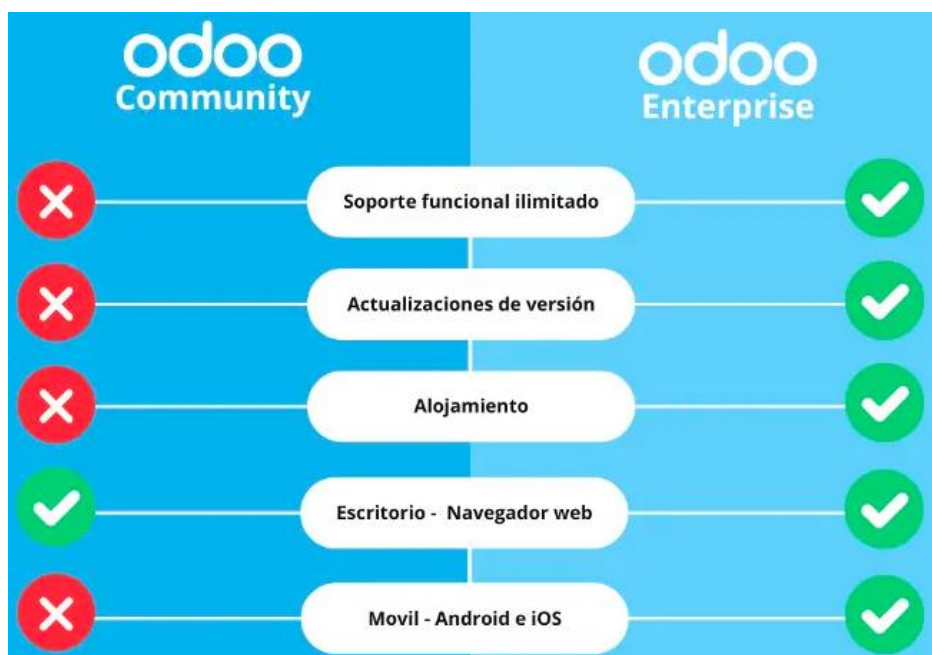 odoo
Community
odoo
Enterprise
Soporte funcional ilimitado
Actualizaciones de versión
Alojamiento
Escritorio - Navegador web
Movil - Android e iOS